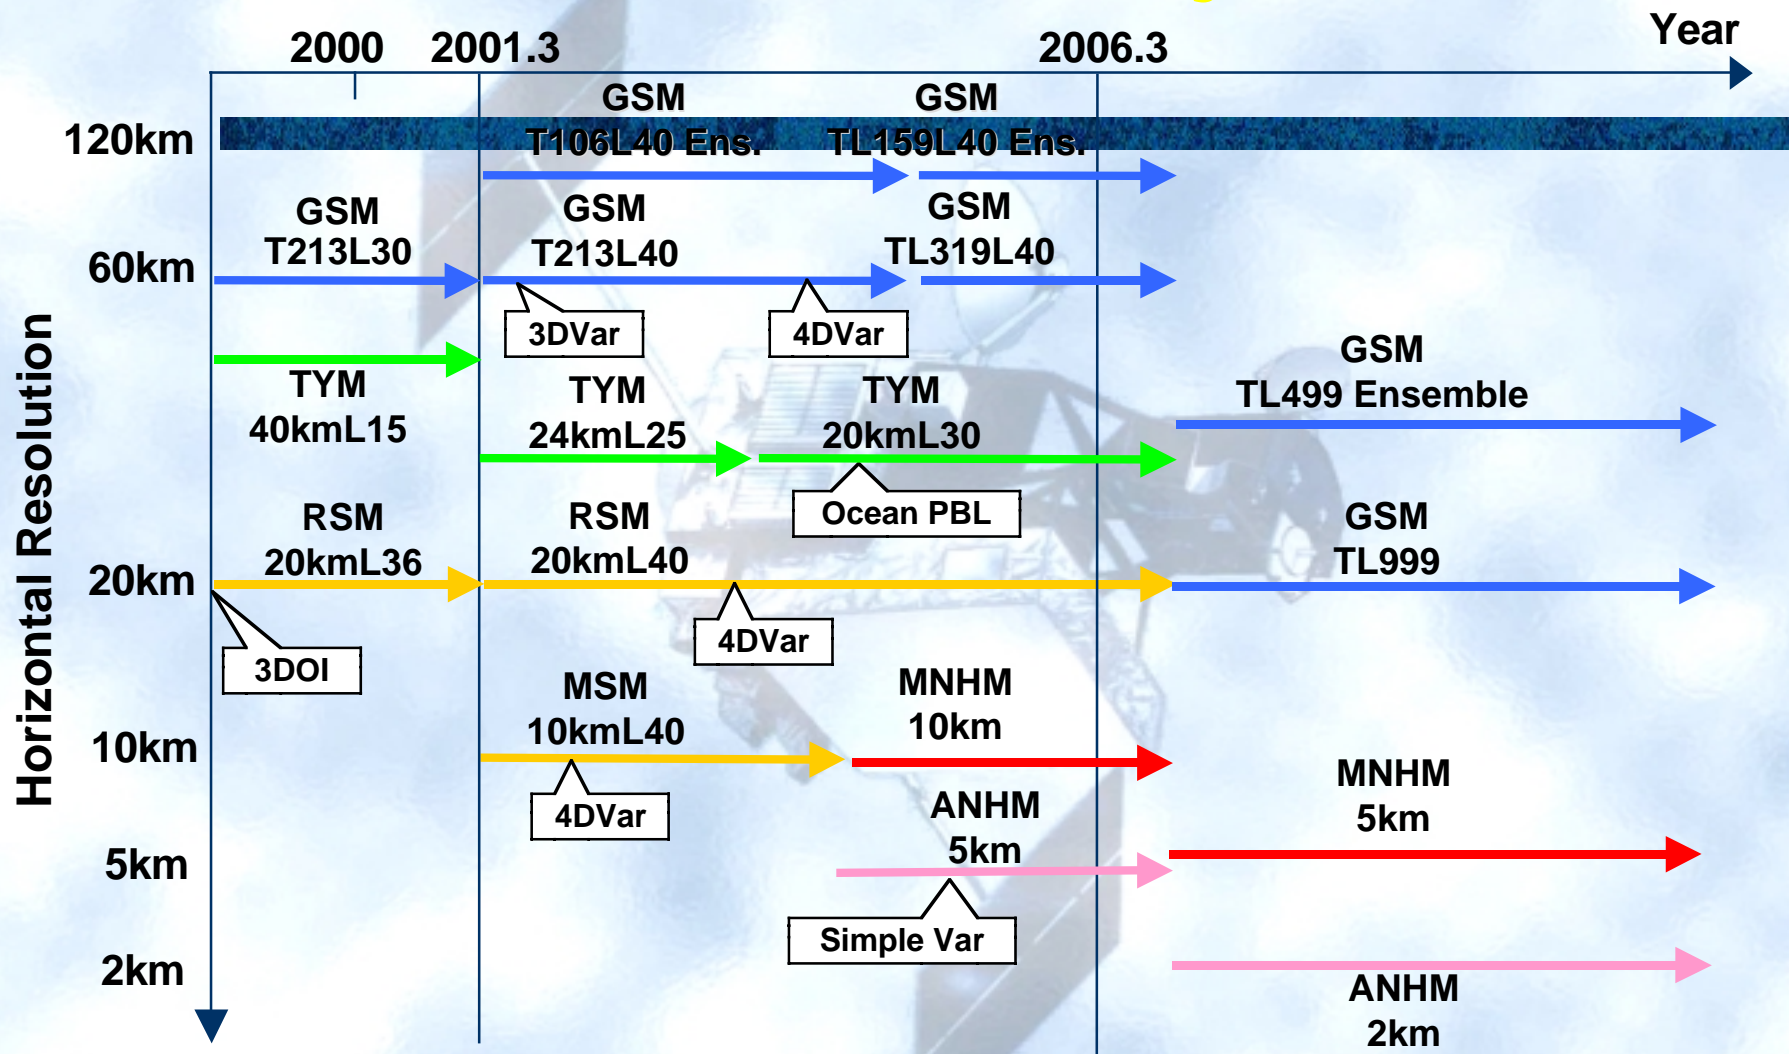 2000
2001.3
2006.3
Year
GSM
T106L40 Ens.
GSM
TL159L40 Ens.
120km
GSM
T213L30
GSM
T213L40
GSM
TL319L40
60km
3DVar
4DVar
TYM
40kmL15
TYM
24kmL25
TYM
20kmL30
GSM
TL499 Ensemble
Ocean PBL
Horizontal Resolution
RSM
20kmL36
RSM
20kmL40
GSM
TL999
20km
3DOI
4DVar
MSM
10kmL40
MNHM
10km
10km
4DVar
ANHM
5km
MNHM
5km
5km
Simple Var
2km
ANHM
2km